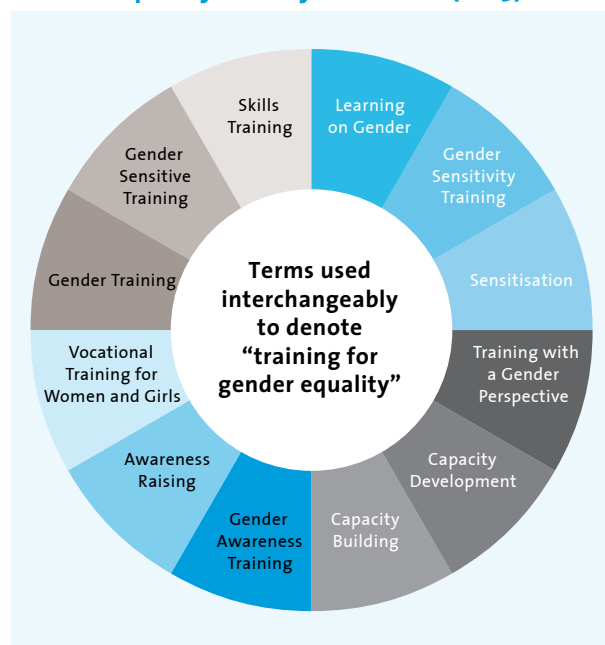 Skills
Training
Learning
on Gender
Gender
Sensitivity
Training
Sensitisation
Training with
a Gender
Perspective
Capacity
Development
Capacity
Building
Gender
Awareness
Training
Awareness
Raising
Vocational
Training for
Women and Girls
Gender Training
Gender
Sensitive
Training
Terms used
interchangeably
to denote
“training for
gender equality”